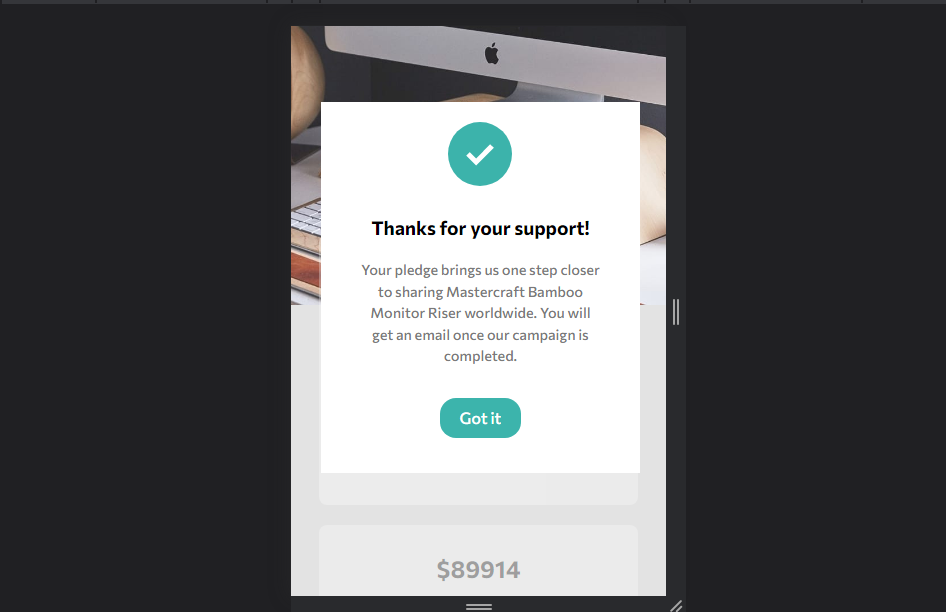 Thanks for your support!
Your pledge brings us one step closer
to sharing Mastercraft Bamboo
Monitor Riser worldwide. You will
get an email once our campaign is
completed.
Got it
$89914